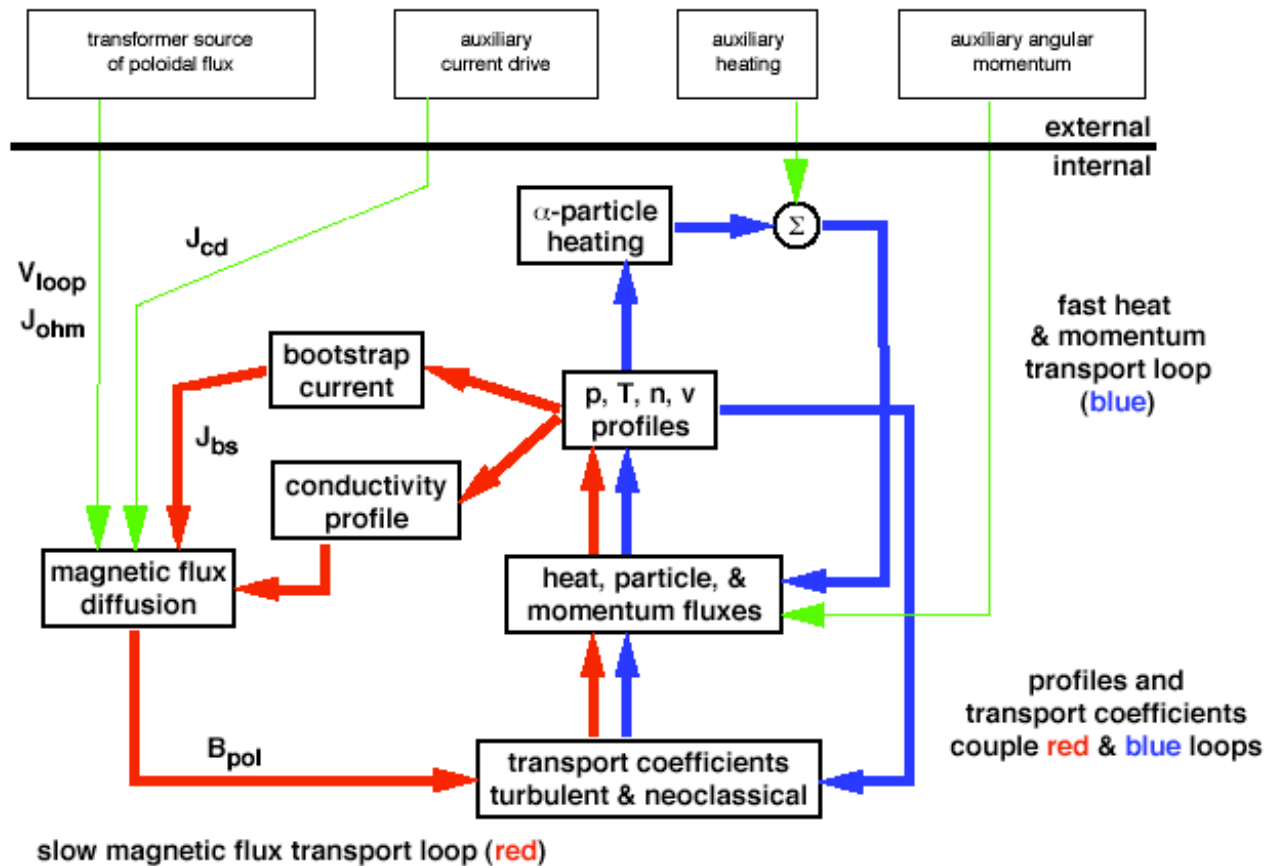 transformer source
of poloidal flux
auxiliary
current drive
auxiliary
heating
auxiliary angular
momentum
external
internal
α-particle
heating
Σ
J_cd
V_loop
J_ohm
fast heat
& momentum
transport loop
(blue)
bootstrap
current
p, T, n, v
profiles
J_bs
conductivity
profile
magnetic flux
diffusion
heat, particle, &
momentum fluxes
profiles and
transport coefficients
couple red & blue loops
B_pol
transport coefficients
turbulent & neoclassical
slow magnetic flux transport loop (red)